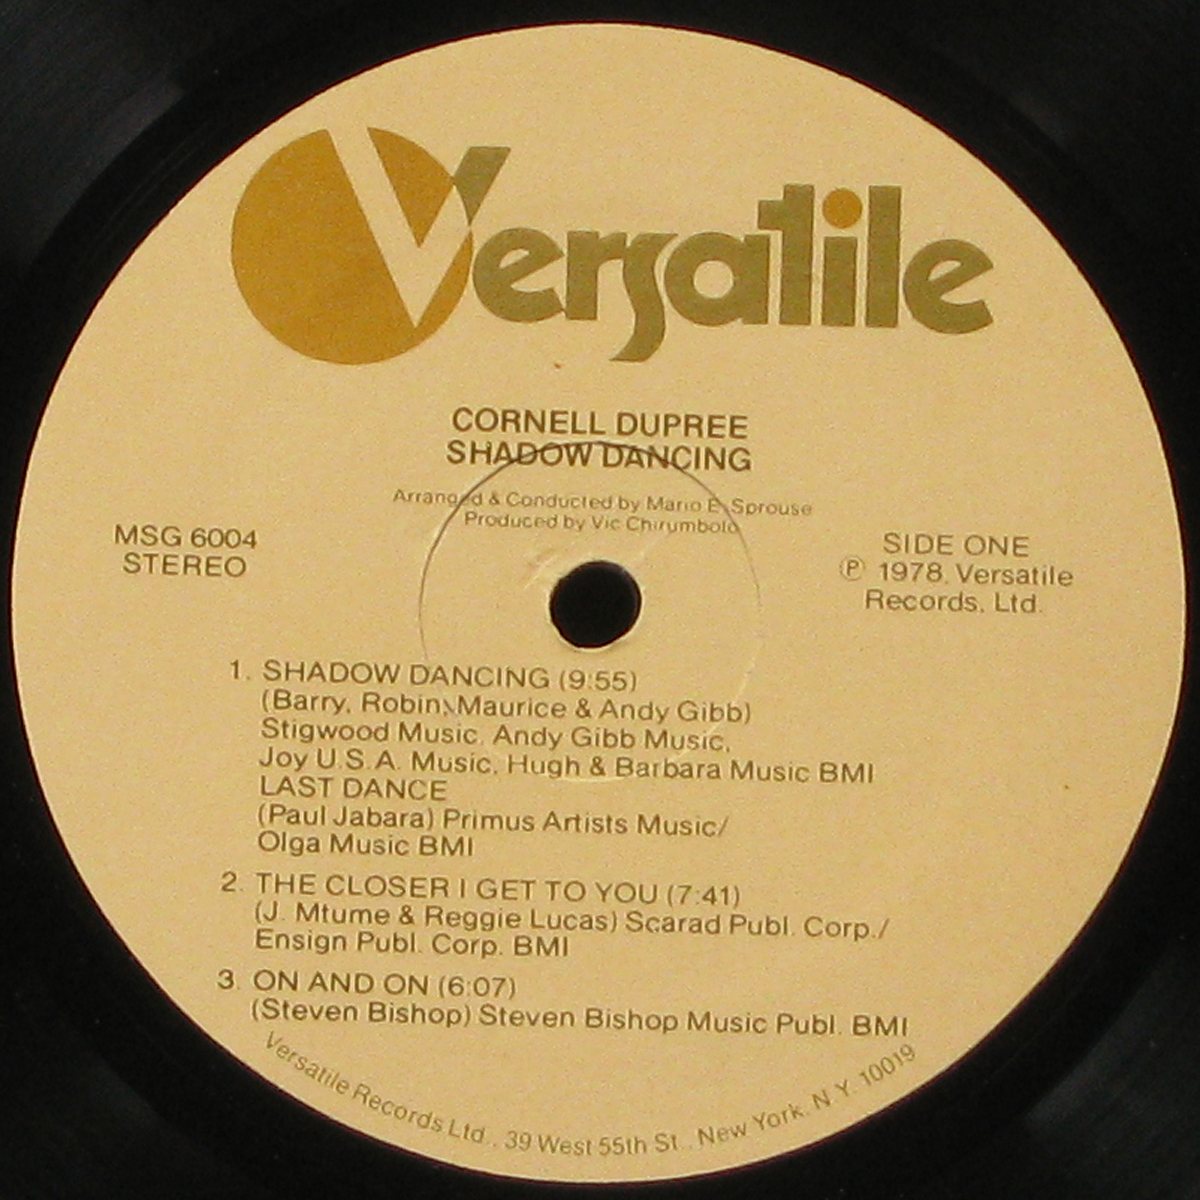 Versatile
CORNELL DUPREE
SHADOW DANCING
Arranged & Conducted by Mario E. Sprouse
Produced by Vic Chirumbolo
MSG 6004
STEREO
SIDE ONE
℗ 1978, Versatile
Records, Ltd.
1. SHADOW DANCING (9:55)
(Barry, Robin, Maurice & Andy Gibb)
Stigwood Music, Andy Gibb Music,
Joy U.S.A. Music, Hugh & Barbara Music BMI
LAST DANCE
(Paul Jabara) Primus Artists Music/
Olga Music BMI
2. THE CLOSER I GET TO YOU (7:41)
(J. Mtume & Reggie Lucas) Scarad Publ. Corp./
Ensign Publ. Corp. BMI
3. ON AND ON (6:07)
(Steven Bishop) Steven Bishop Music Publ. BMI
Versatile Records Ltd., 39 West 55th St., New York, N.Y. 10019